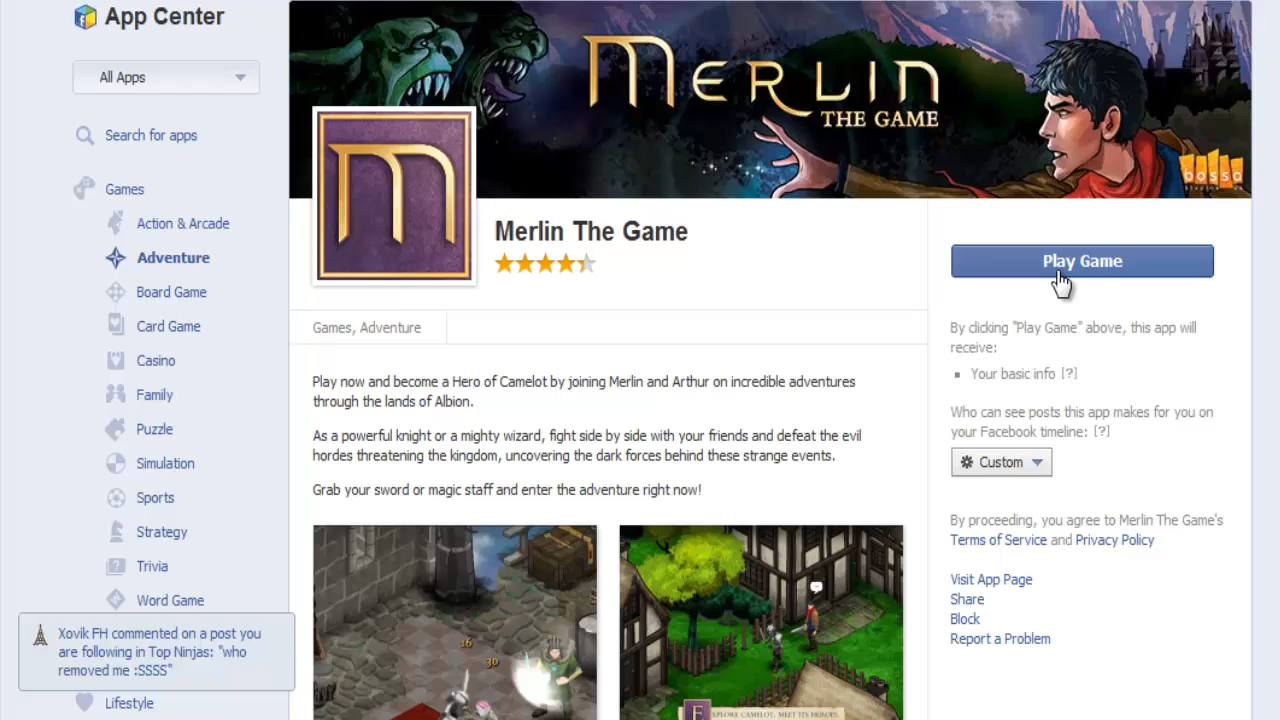 App Center
All Apps
Search for apps
Games
Action & Arcade
Adventure
Board Game
Card Game
Casino
Family
Puzzle
Simulation
Sports
Strategy
Trivia
Word Game
Xovik FH commented on a post you
are following in Top Ninjas: "who
removed me :SSSS"
Lifestyle
MERLIN
THE GAME
bossa
M
Merlin The Game
Games, Adventure
Play now and become a Hero of Camelot by joining Merlin and Arthur on incredible adventures
through the lands of Albion.
As a powerful knight or a mighty wizard, fight side by side with your friends and defeat the evil
hordes threatening the kingdom, uncovering the dark forces behind these strange events.
Grab your sword or magic staff and enter the adventure right now!
16
30
EXPLORE CAMELOT, MEET ITS HEROES.
Play Game
By clicking "Play Game" above, this app will
receive:
Your basic info [?]
Who can see posts this app makes for you on
your Facebook timeline: [?]
Custom
By proceeding, you agree to Merlin The Game's
Terms of Service and Privacy Policy
Visit App Page
Share
Block
Report a Problem